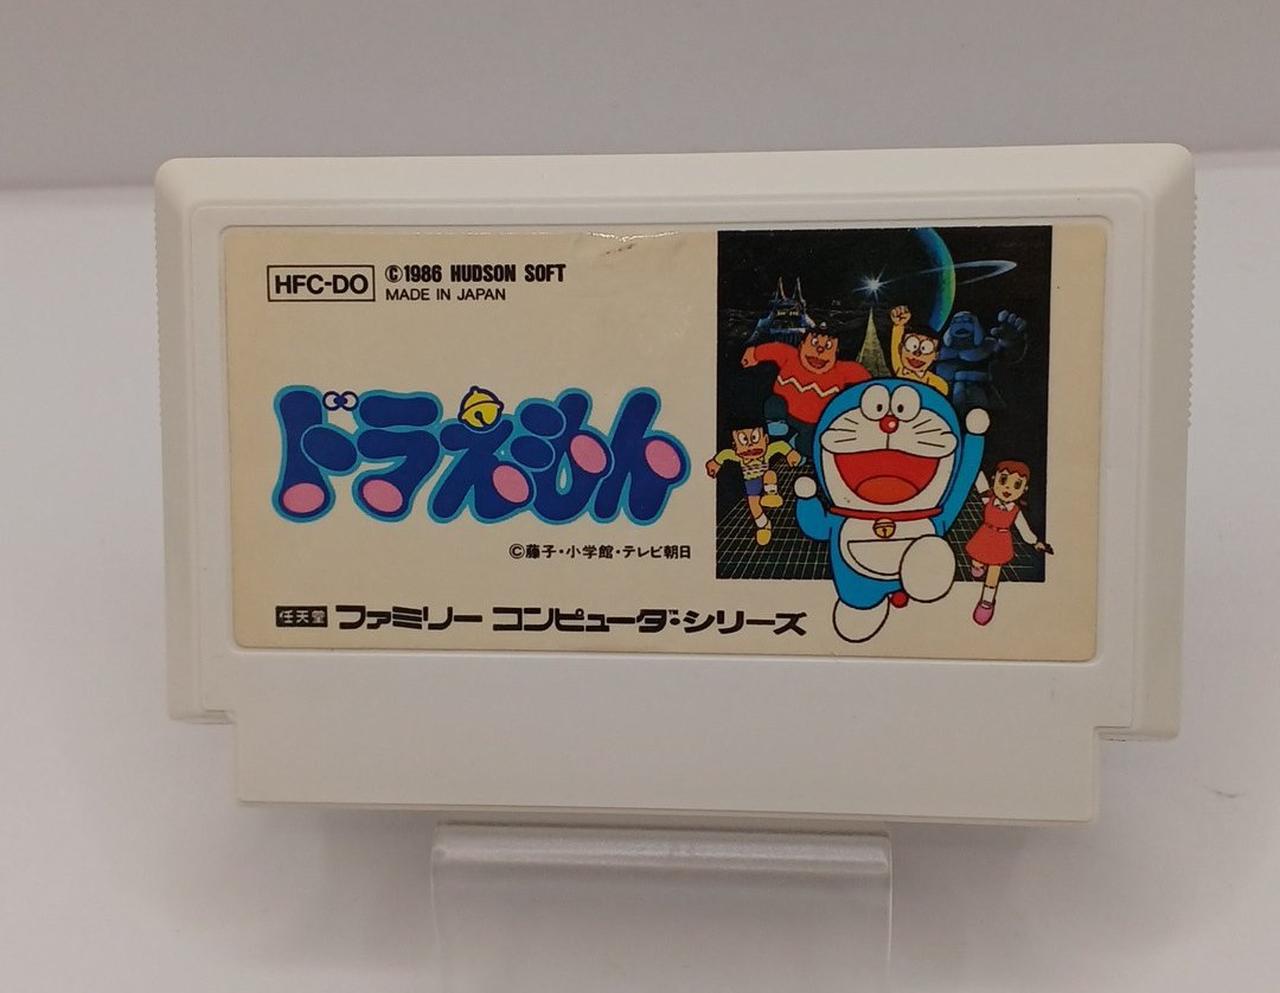 HFC-DO ©1986 HUDSON SOFT
MADE IN JAPAN
ドラえもん
©藤子・小学館・テレビ朝日
任天堂 ファミリー コンピュータ™・シリーズ